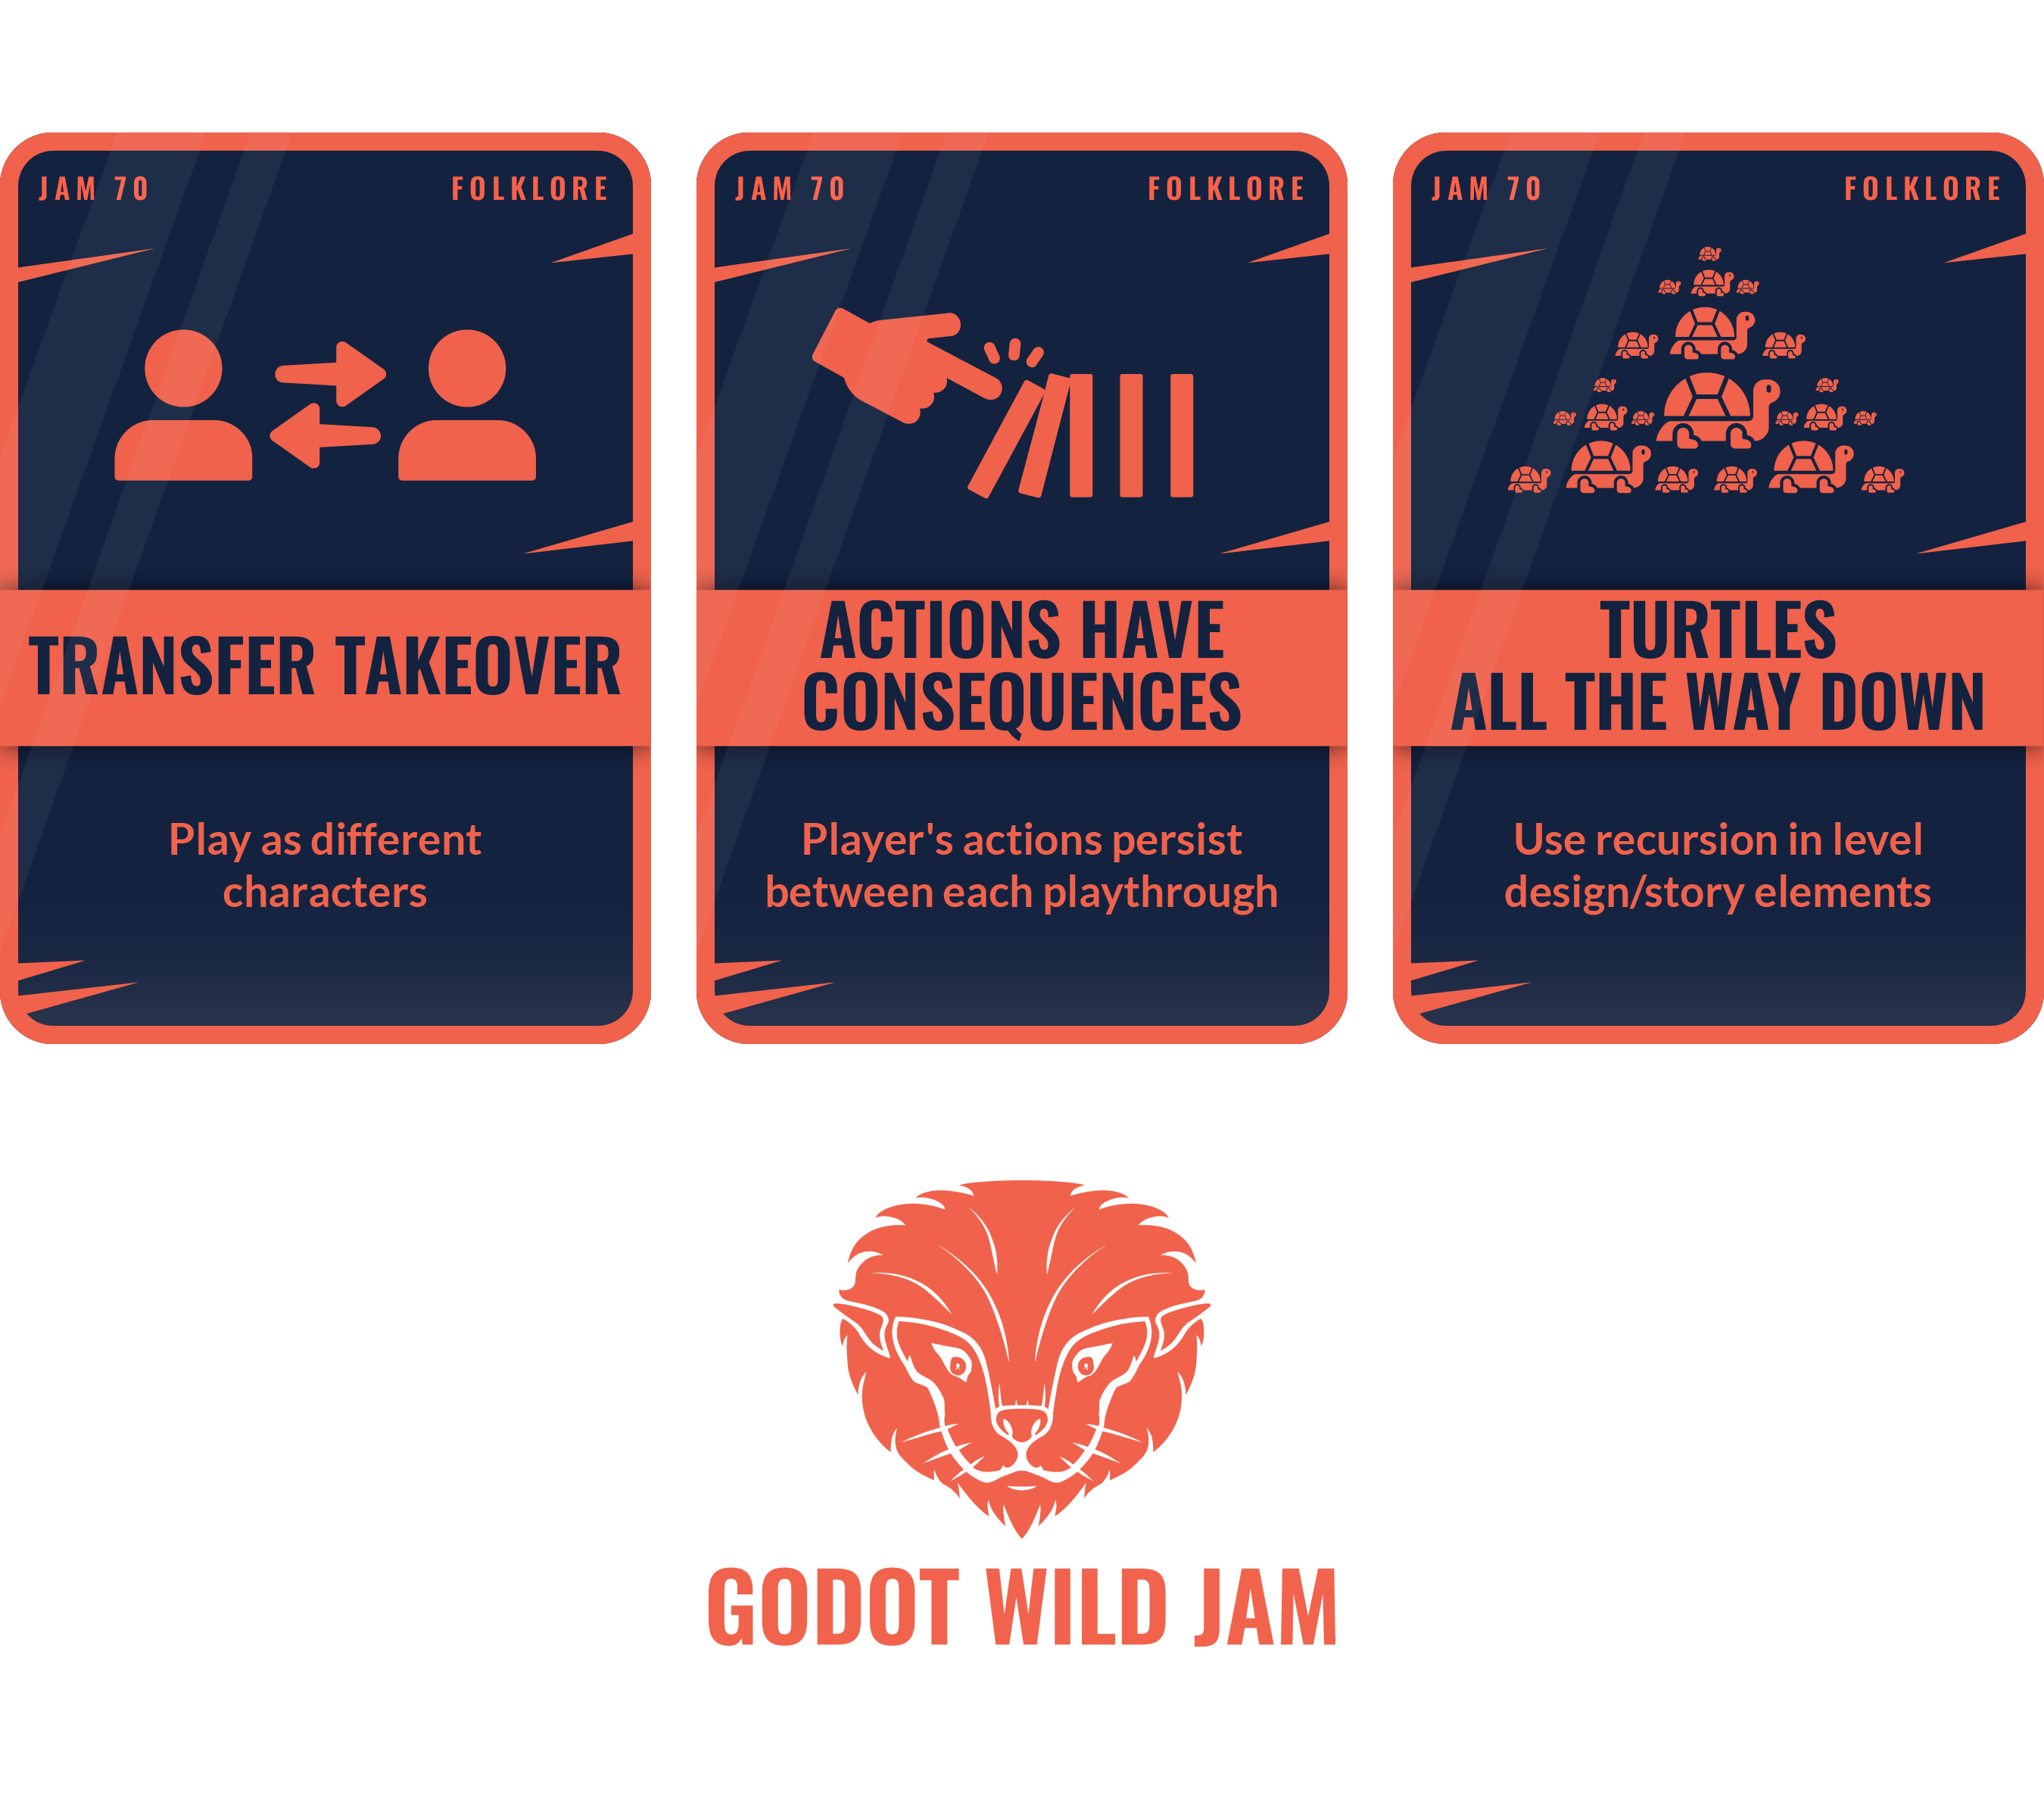 JAM 70
FOLKLORE
TRANSFER TAKEOVER
Play as different
characters
JAM 70
FOLKLORE
ACTIONS HAVE
CONSEQUENCES
Player's actions persist
between each playthrough
JAM 70
FOLKLORE
TURTLES
ALL THE WAY DOWN
Use recursion in level
design/story elements
GODOT WILD JAM